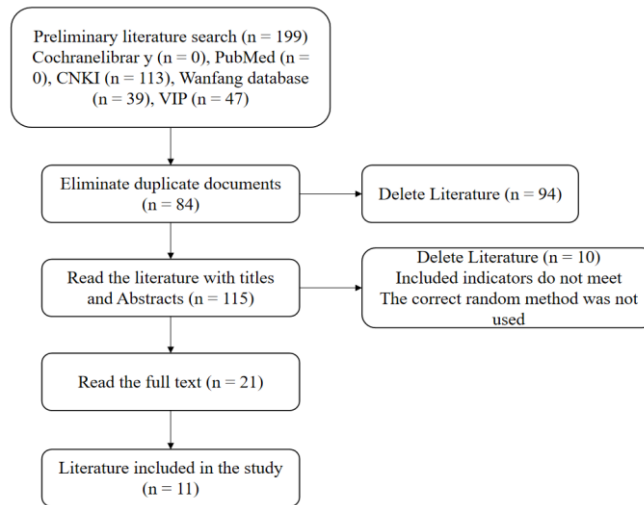 Preliminary literature search (n = 199)
Cochranelibrar y (n = 0), PubMed (n =
0), CNKI (n = 113), Wanfang database
(n = 39), VIP (n = 47)
Eliminate duplicate documents
(n = 84)
Delete Literature (n = 94)
Read the literature with titles
and Abstracts (n = 115)
Delete Literature (n = 10)
Included indicators do not meet
The correct random method was not
used
Read the full text (n = 21)
Literature included in the study
(n = 11)